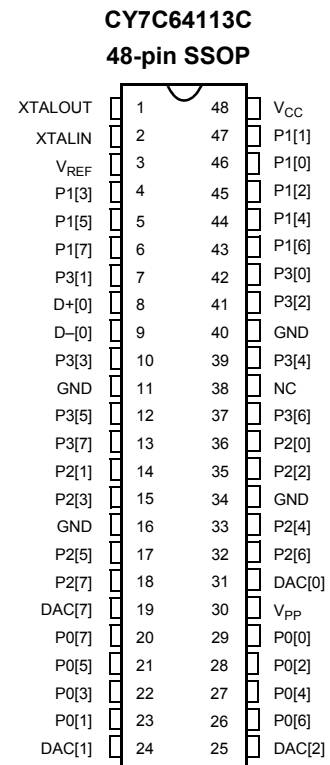 CY7C64113C
48-pin SSOP
XTALOUT 1 48 VCC
XTALIN 2 47 P1[1]
VREF 3 46 P1[0]
P1[3] 4 45 P1[2]
P1[5] 5 44 P1[4]
P1[7] 6 43 P1[6]
P3[1] 7 42 P3[0]
D+[0] 8 41 P3[2]
D–[0] 9 40 GND
P3[3] 10 39 P3[4]
GND 11 38 NC
P3[5] 12 37 P3[6]
P3[7] 13 36 P2[0]
P2[1] 14 35 P2[2]
P2[3] 15 34 GND
GND 16 33 P2[4]
P2[5] 17 32 P2[6]
P2[7] 18 31 DAC[0]
DAC[7] 19 30 VPP
P0[7] 20 29 P0[0]
P0[5] 21 28 P0[2]
P0[3] 22 27 P0[4]
P0[1] 23 26 P0[6]
DAC[1] 24 25 DAC[2]